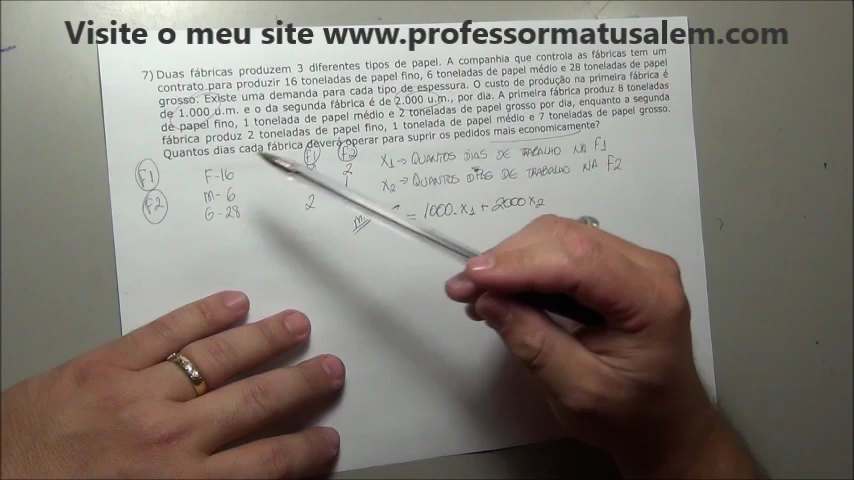 Visite o meu site www.professormatusalem.com
7) Duas fábricas produzem 3 diferentes tipos de papel. A companhia que controla as fábricas tem um
contrato para produzir 16 toneladas de papel fino, 6 toneladas de papel médio e 28 toneladas de papel
grosso. Existe uma demanda para cada tipo de espessura. O custo de produção na primeira fábrica é
de 1.000 u.m. e o da segunda fábrica é de 2.000 u.m., por dia. A primeira fábrica produz 8 toneladas
de papel fino, 1 tonelada de papel médio e 2 toneladas de papel grosso por dia, enquanto a segunda
fábrica produz 2 toneladas de papel fino, 1 tonelada de papel médio e 7 toneladas de papel grosso.
Quantos dias cada fábrica deverá operar para suprir os pedidos mais economicamente?
F1 F2
F1 F-16 2 X1→ QUANTOS DIAS DE TRABALHO NA F1
F2 M-6 1 X2→ QUANTOS DIAS DE TRABALHO NA F2
G-28 2 = 1000.X1 + 2000X2